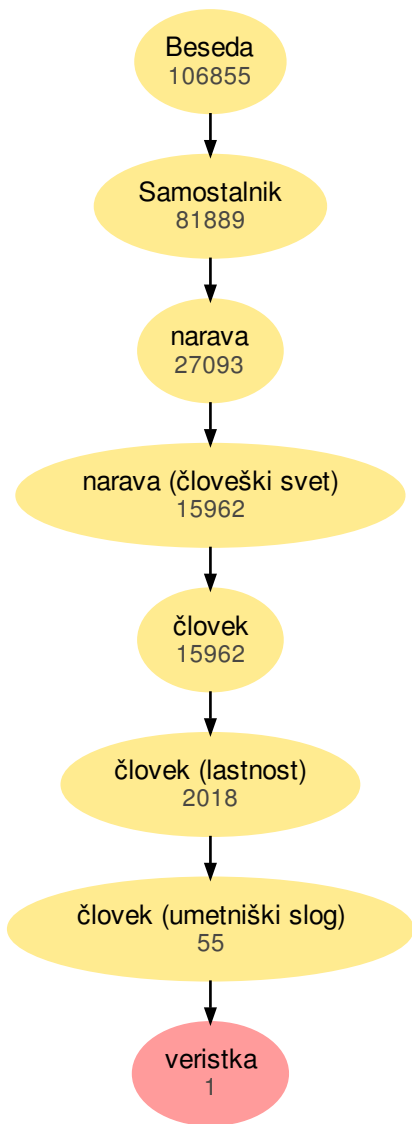 Beseda
106855
Samostalnik
81889
narava
27093
narava (človeški svet)
15962
človek
15962
človek (lastnost)
2018
človek (umetniški slog)
55
veristka
1